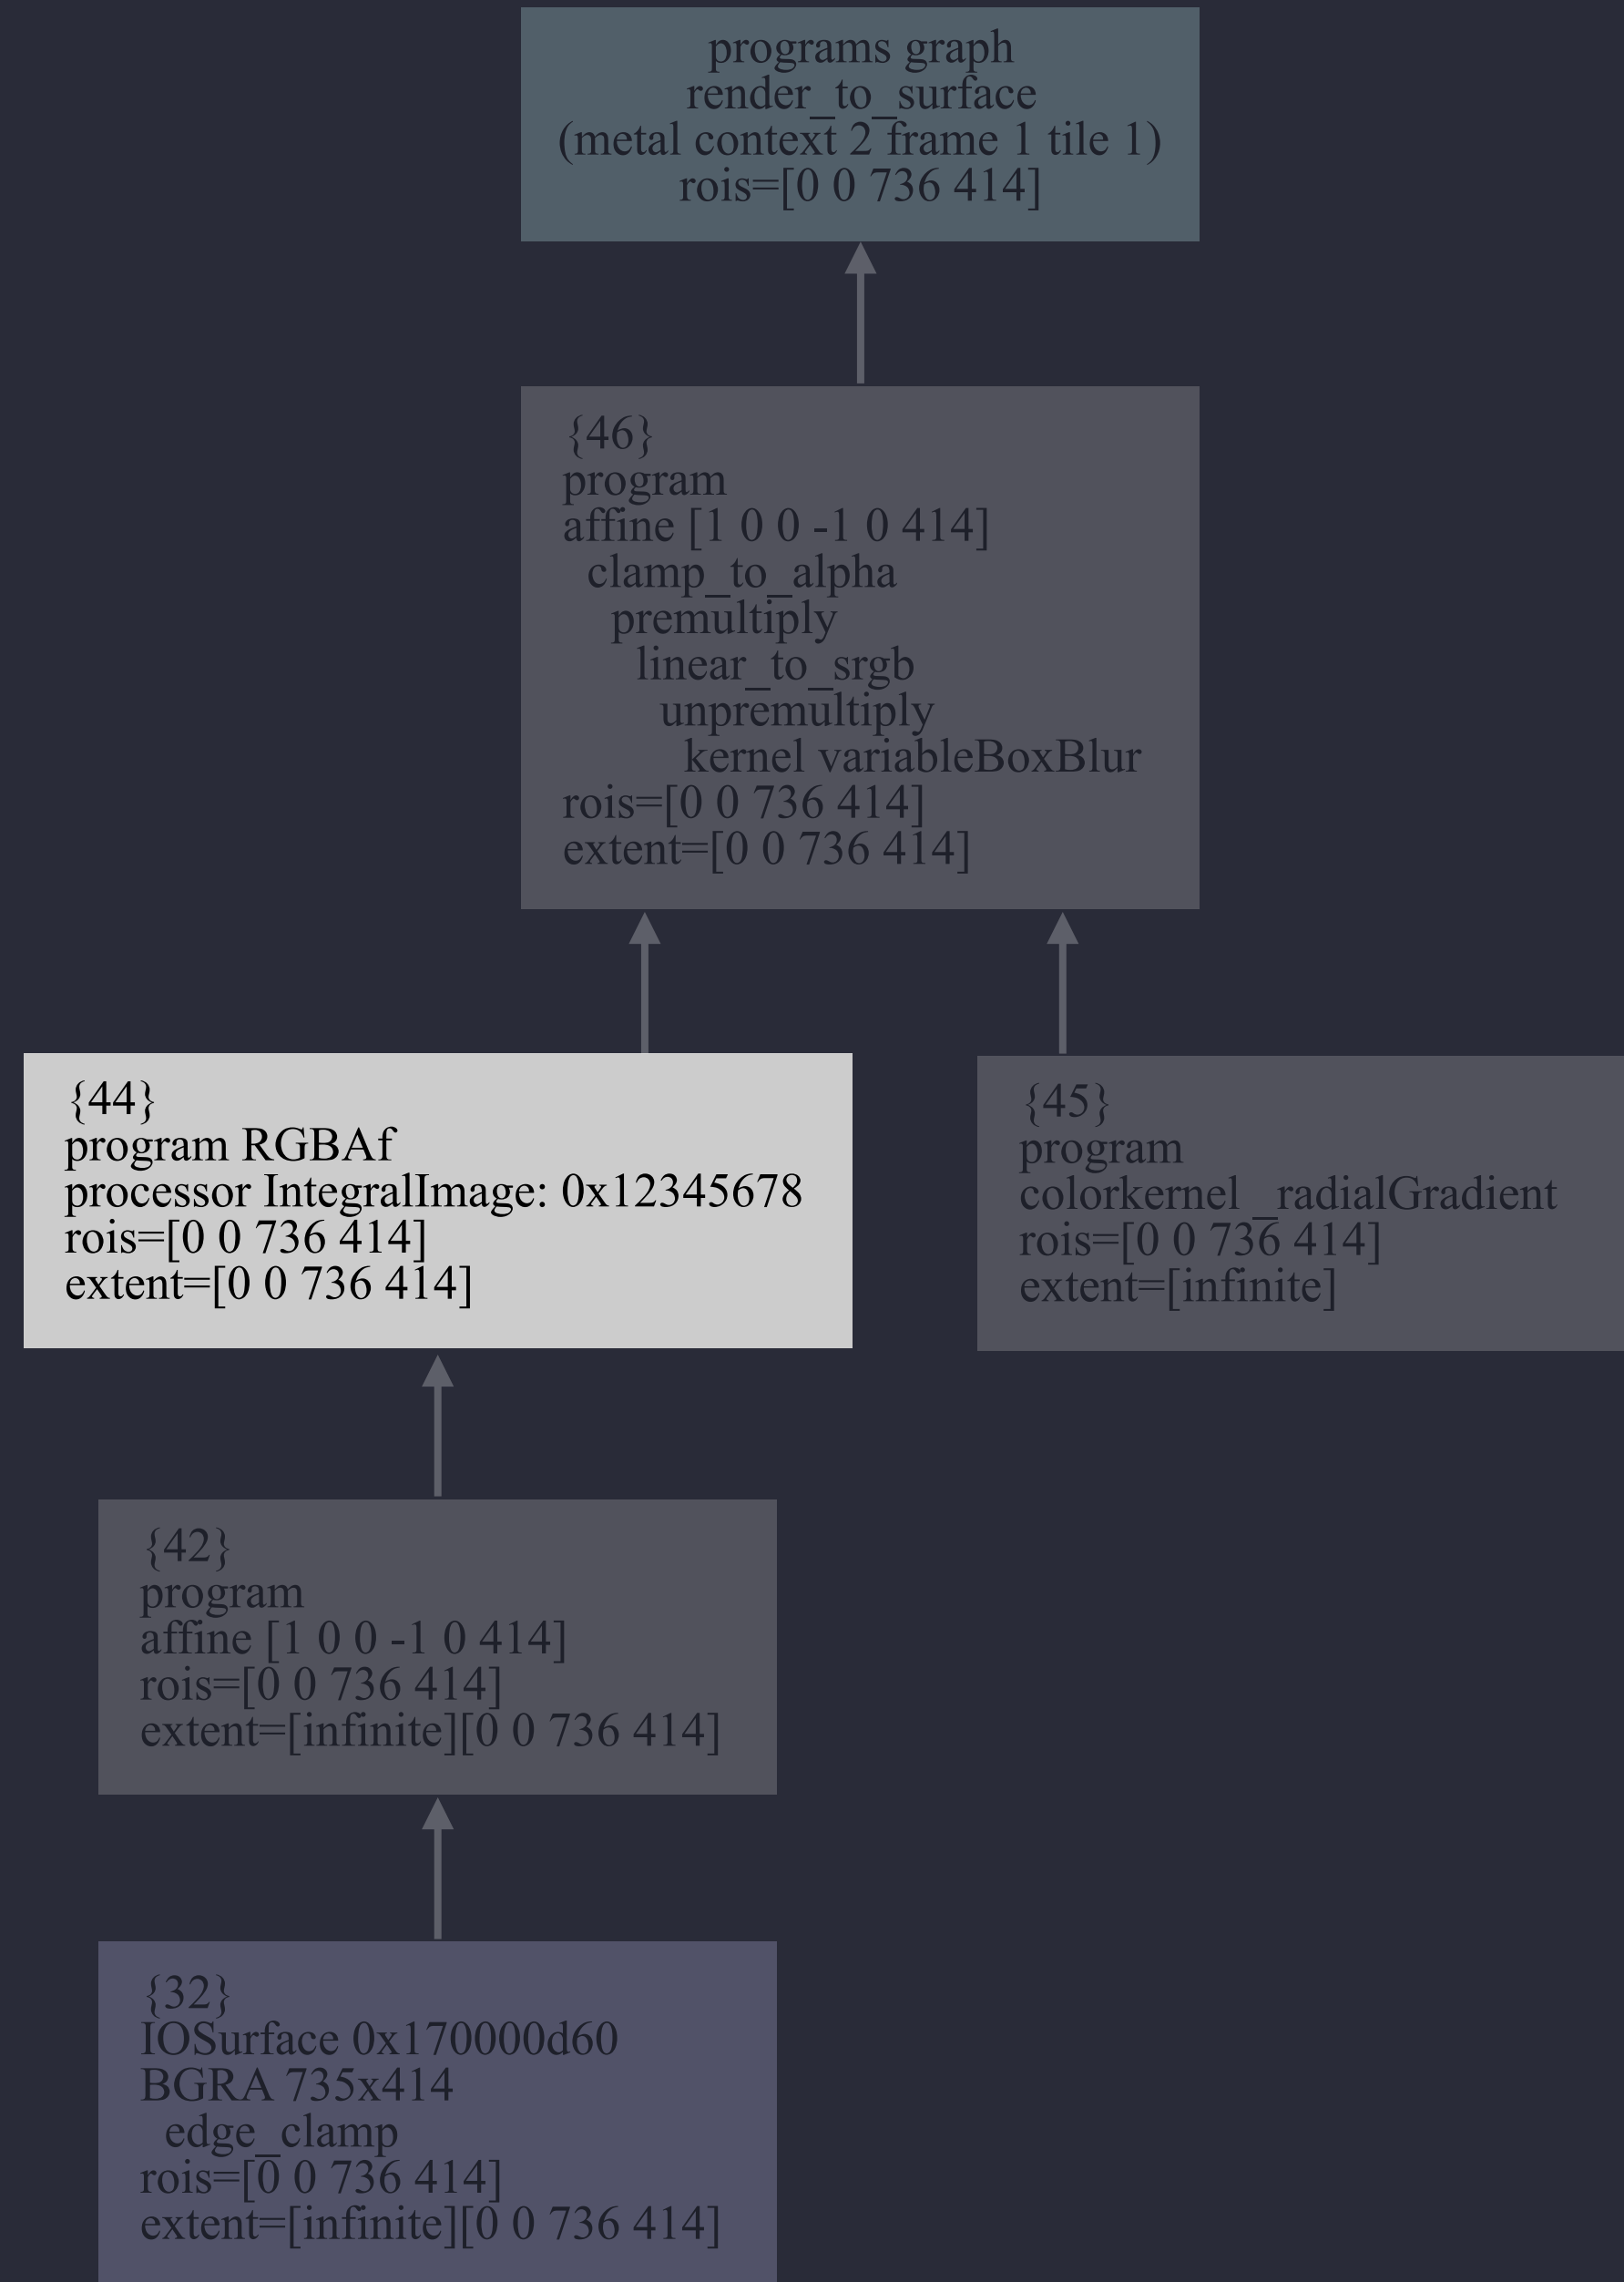 programs graph
render_to_surface
(metal context 2 frame 1 tile 1)
rois=[0 0 736 414]
{46}
program
affine [1 0 0 -1 0 414]
clamp_to_alpha
premultiply
linear_to_srgb
unpremultiply
kernel variableBoxBlur
rois=[0 0 736 414]
extent=[0 0 736 414]
{44}
program RGBAf
processor IntegralImage: 0x12345678
rois=[0 0 736 414]
extent=[0 0 736 414]
{45}
program
colorkernel _radialGradient
rois=[0 0 736 414]
extent=[infinite]
{42}
program
affine [1 0 0 -1 0 414]
rois=[0 0 736 414]
extent=[infinite][0 0 736 414]
{32}
IOSurface 0x170000d60
BGRA 735x414
edge_clamp
rois=[0 0 736 414]
extent=[infinite][0 0 736 414]